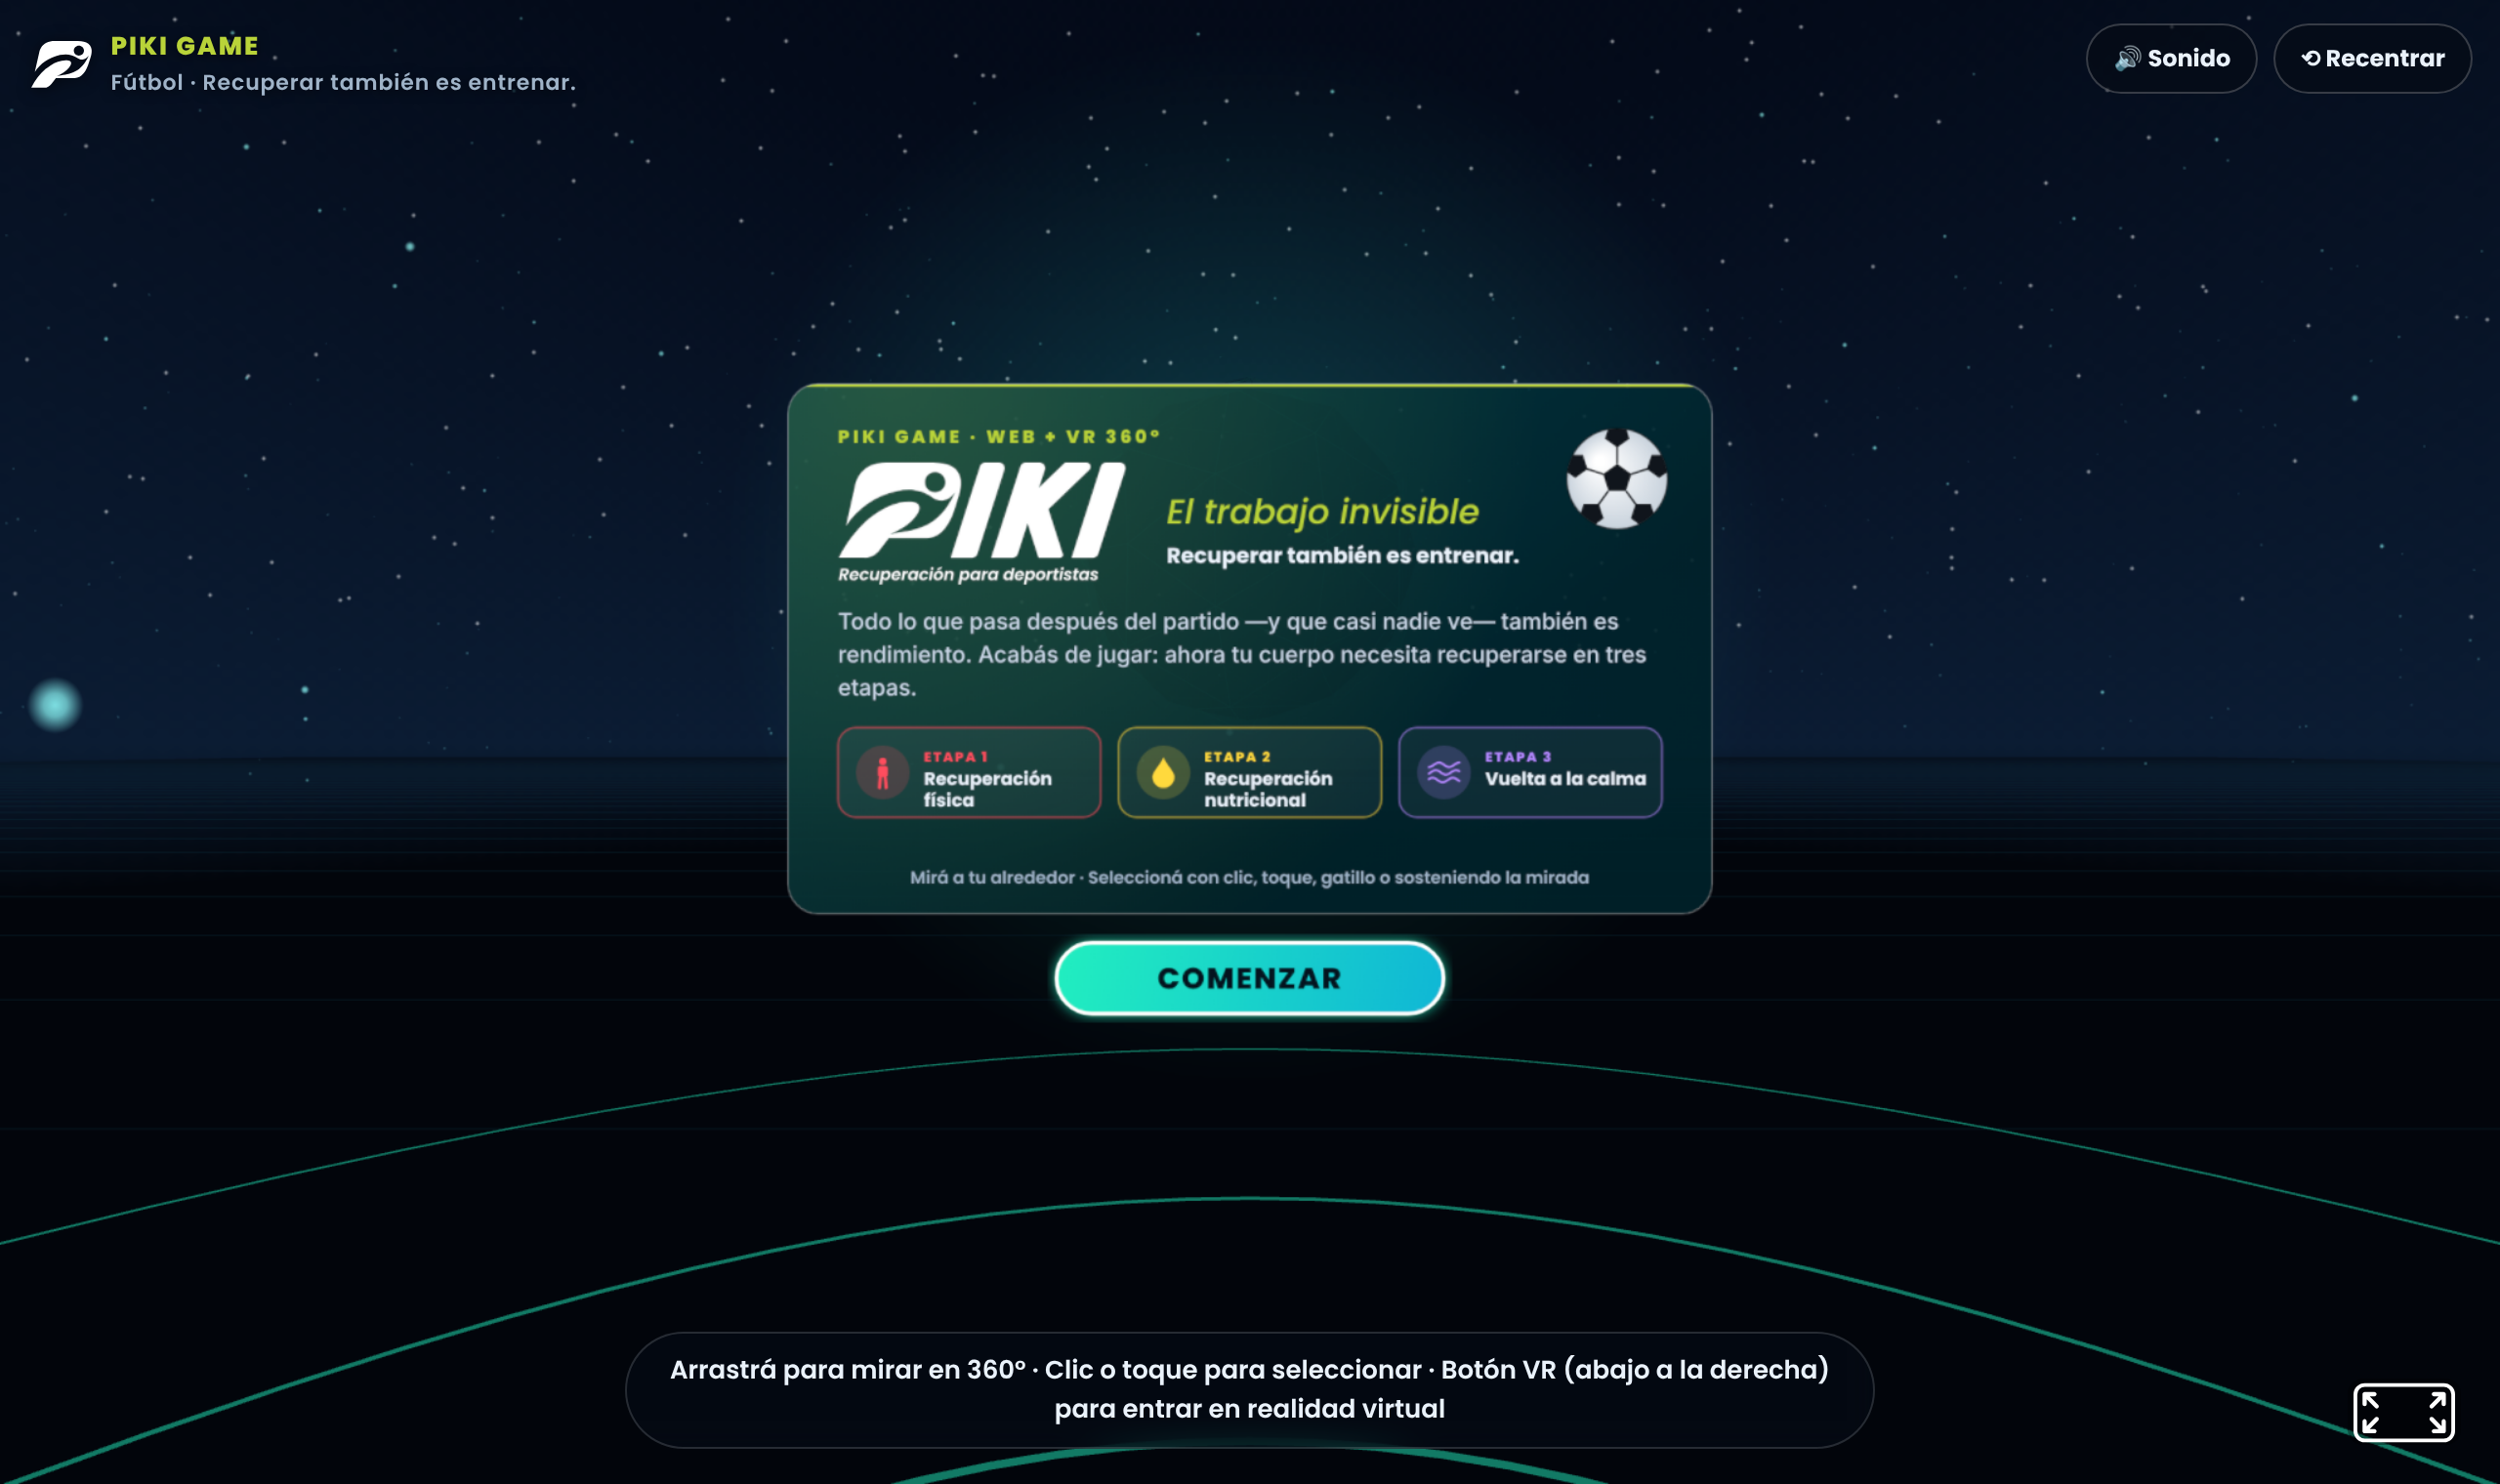 PIKI GAME
Fútbol · Recuperar también es entrenar.
🔊 Sonido
⟲ Recentrar
PIKI GAME · WEB + VR 360°
PIKI
Recuperación para deportistas
El trabajo invisible
Recuperar también es entrenar.
Todo lo que pasa después del partido —y que casi nadie ve— también es
rendimiento. Acabás de jugar: ahora tu cuerpo necesita recuperarse en tres
etapas.
ETAPA 1
Recuperación
física
ETAPA 2
Recuperación
nutricional
ETAPA 3
Vuelta a la calma
Mirá a tu alrededor · Seleccioná con clic, toque, gatillo o sosteniendo la mirada
COMENZAR
Arrastrá para mirar en 360° · Clic o toque para seleccionar · Botón VR (abajo a la derecha)
para entrar en realidad virtual